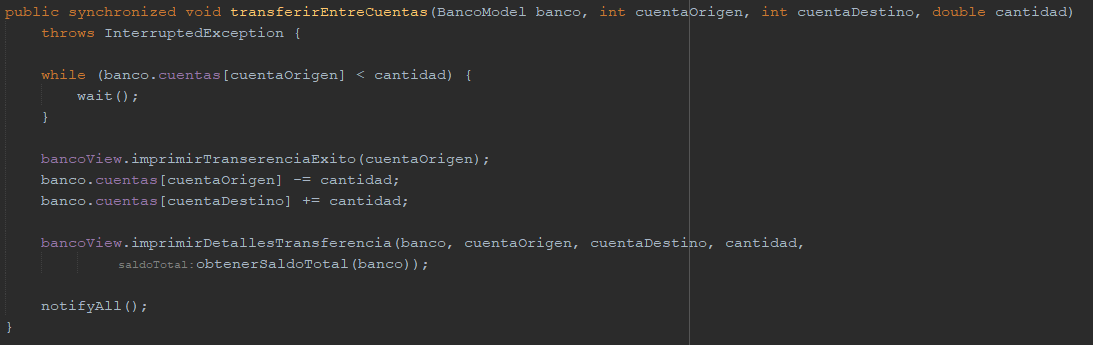 public synchronized void transferirEntreCuentas(BancoModel banco, int cuentaOrigen, int cuentaDestino, double cantidad)
throws InterruptedException {
while (banco.cuentas[cuentaOrigen] < cantidad) {
wait();
}
bancoView.imprimirTranserenciaExito(cuentaOrigen);
banco.cuentas[cuentaOrigen] -= cantidad;
banco.cuentas[cuentaDestino] += cantidad;
bancoView.imprimirDetallesTransferencia(banco, cuentaOrigen, cuentaDestino, cantidad,
saldoTotal: obtenerSaldoTotal(banco));
notifyAll();
}